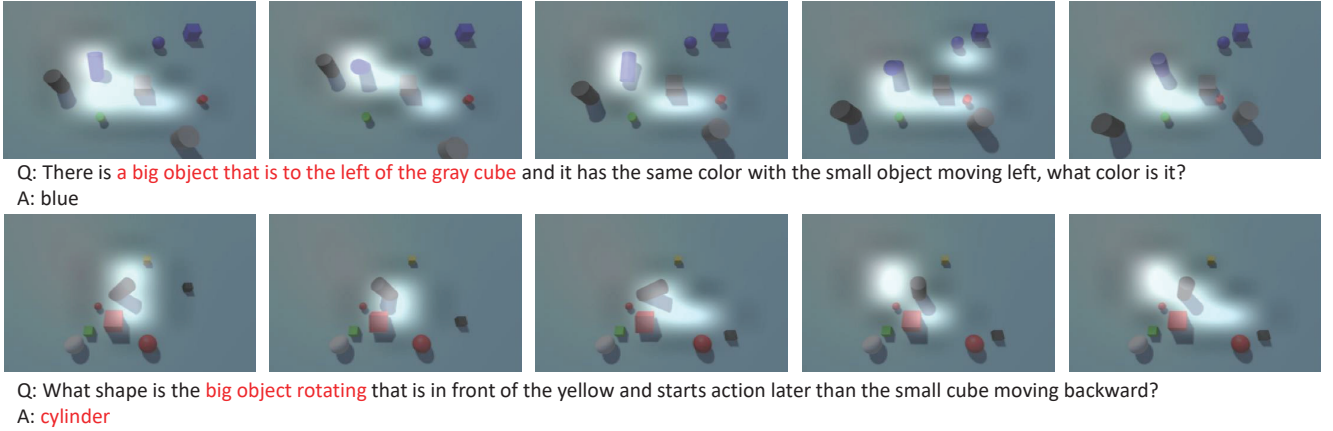 Q: There is a big object that is to the left of the gray cube and it has the same color with the small object moving left, what color is it?
A: blue
Q: What shape is the big object rotating that is in front of the yellow and starts action later than the small cube moving backward?
A: cylinder